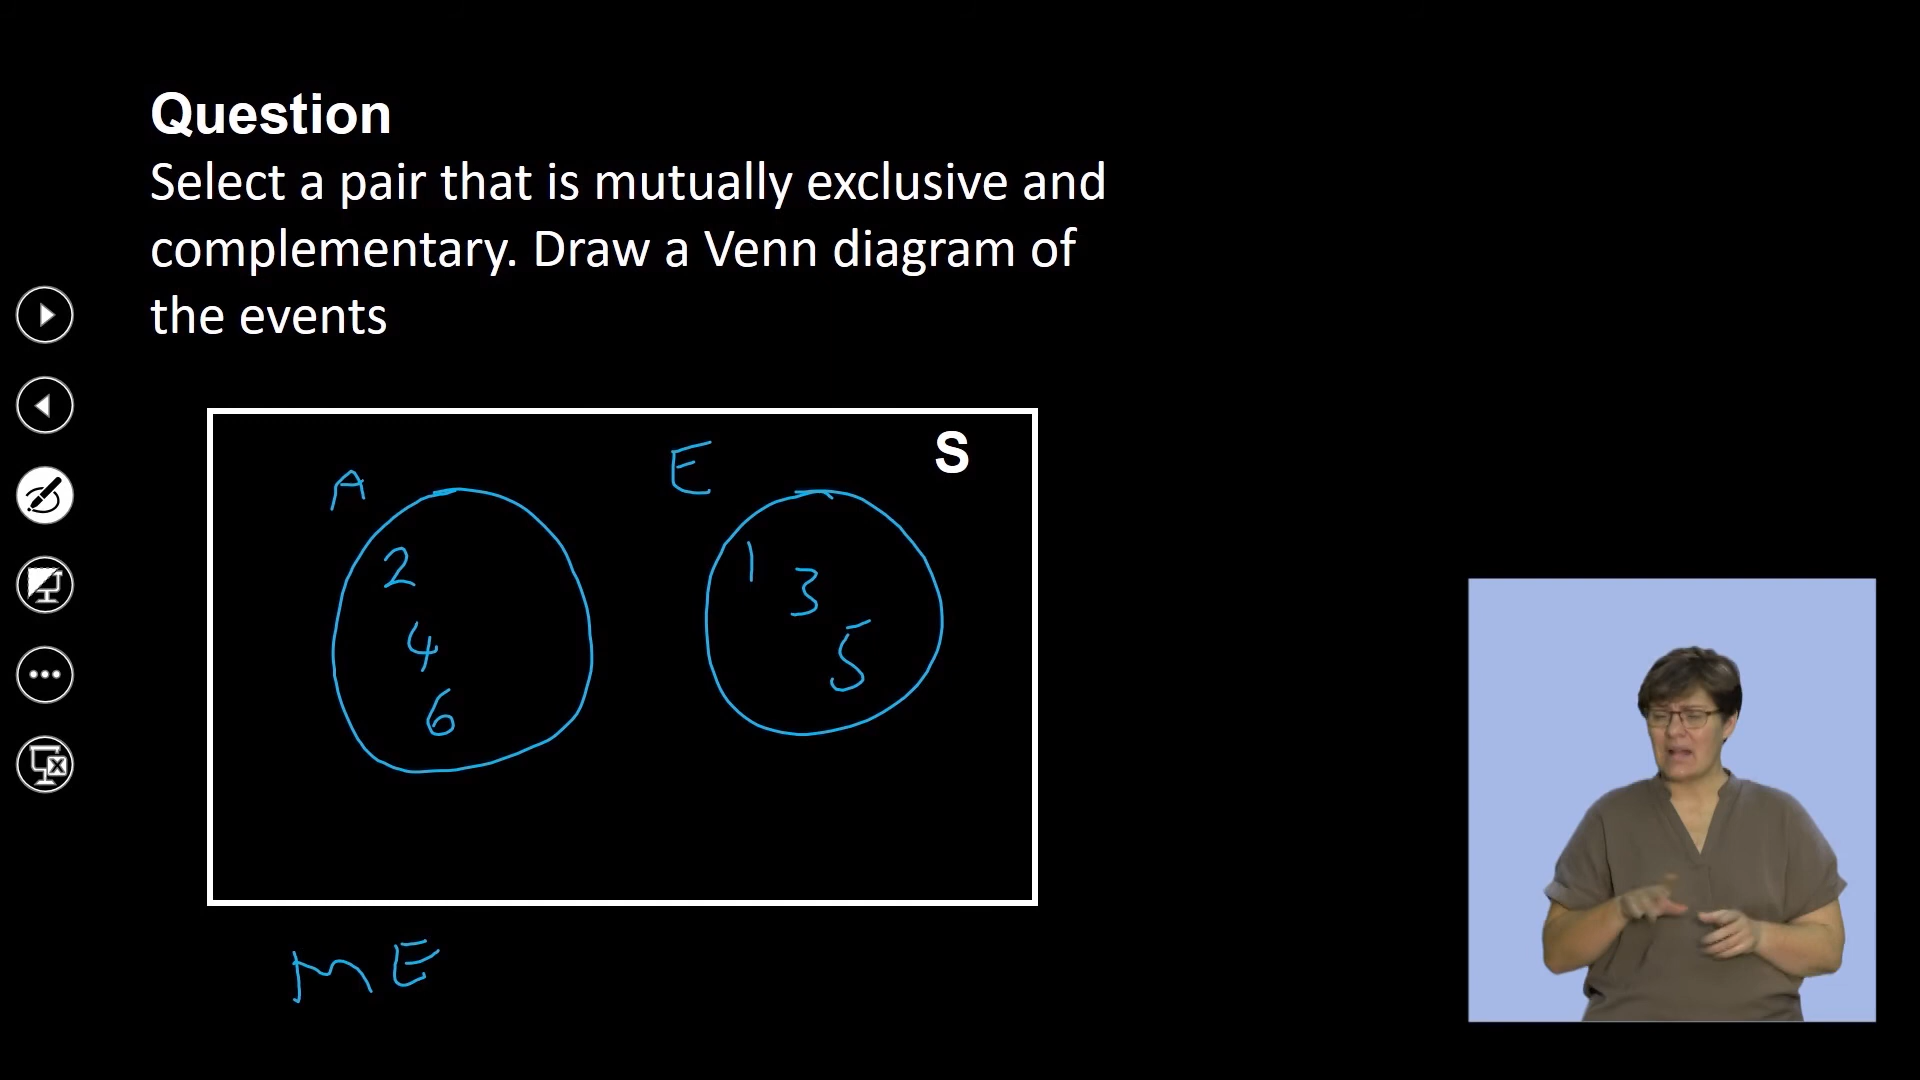 Question
Select a pair that is mutually exclusive and
complementary. Draw a Venn diagram of
the events
S
A
E
2
4
6
1
3
5
M E